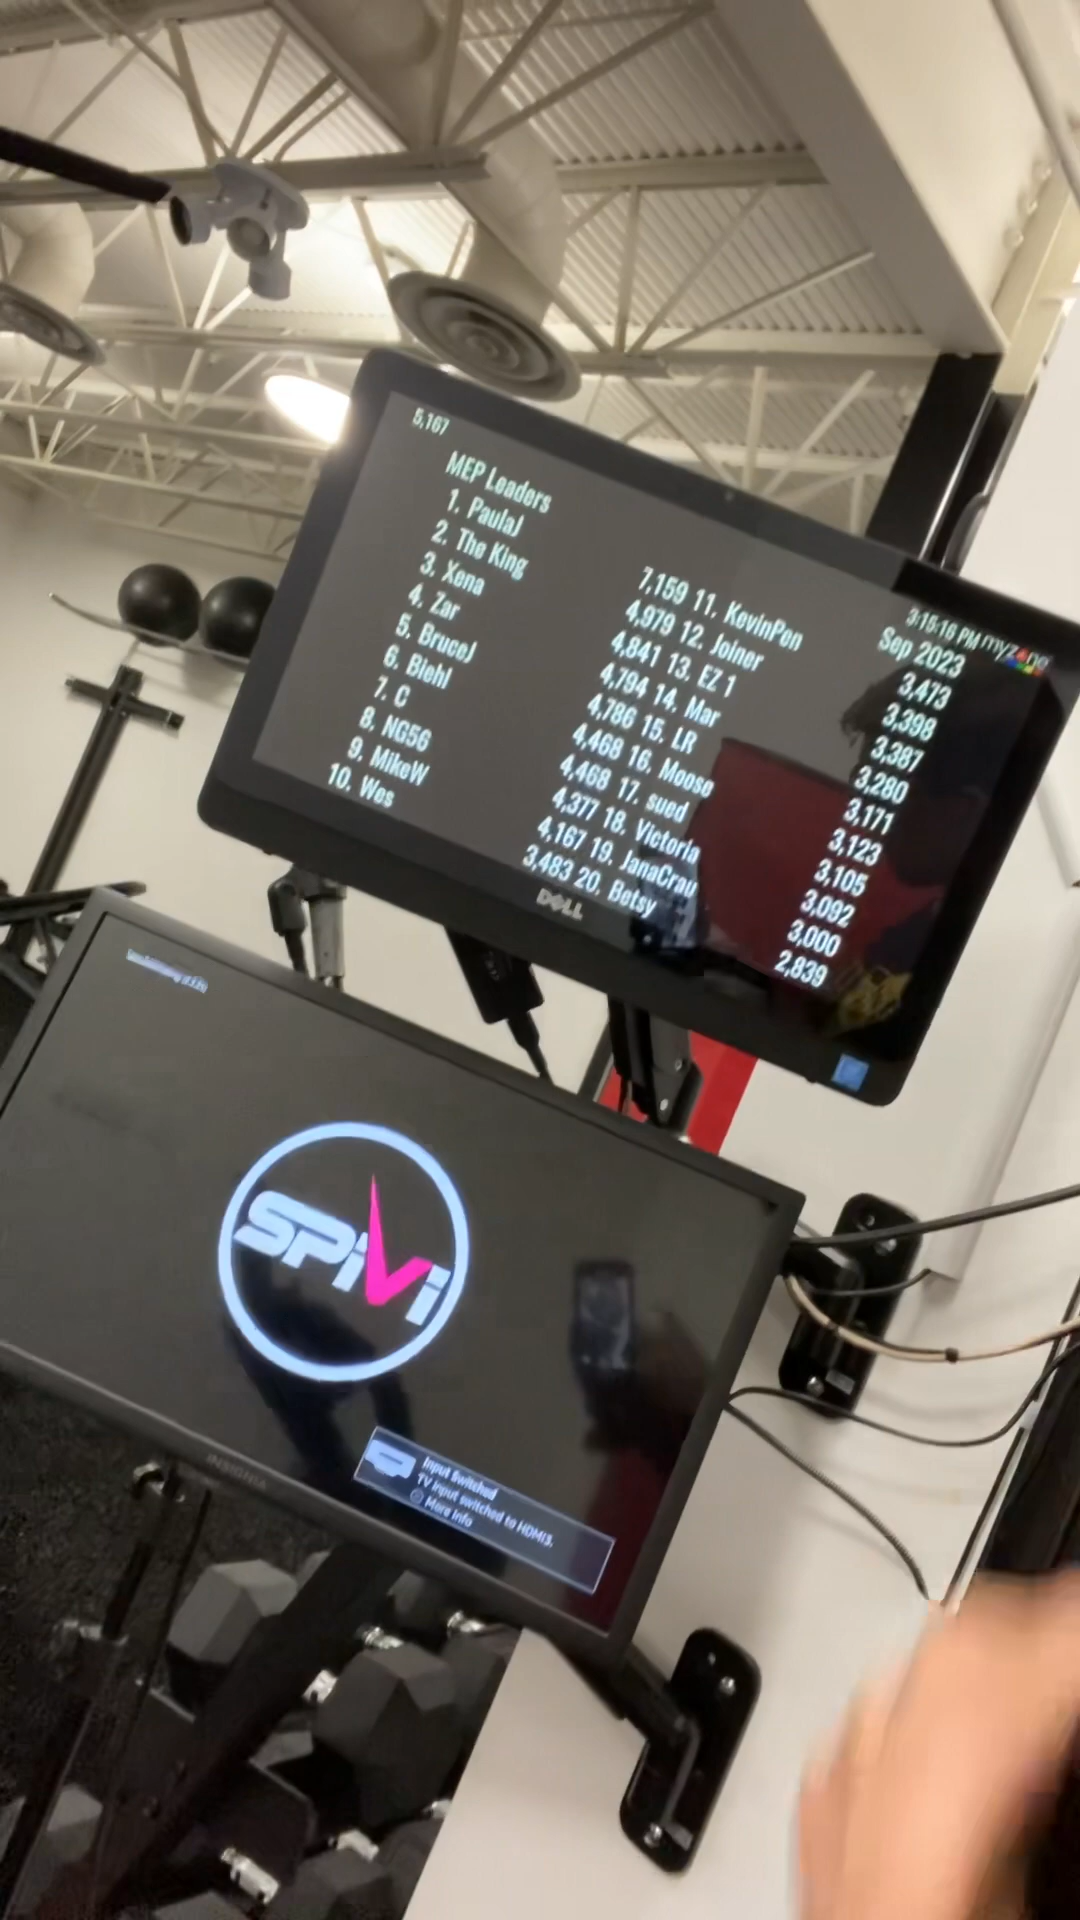 5,167
3:15:16 PM myzone
MEP Leaders Sep 2023
1. PaulaJ 7,159 11. KevinPen 3,473
2. The King 4,979 12. Joiner 3,398
3. Xena 4,841 13. EZ 1 3,387
4. Zar 4,794 14. Mar 3,280
5. BruceJ 4,786 15. LR 3,171
6. Biehl 4,468 16. Moose 3,123
7. C 4,468 17. sued 3,105
8. NG56 4,377 18. Victoria 3,092
9. MikeW 4,167 19. JanaCrau 3,000
10. Wes 3,483 20. Betsy 2,839
DELL
SPiVi
Input Switched
TV input switched to HDMI3.
More Info
INSIGNIA